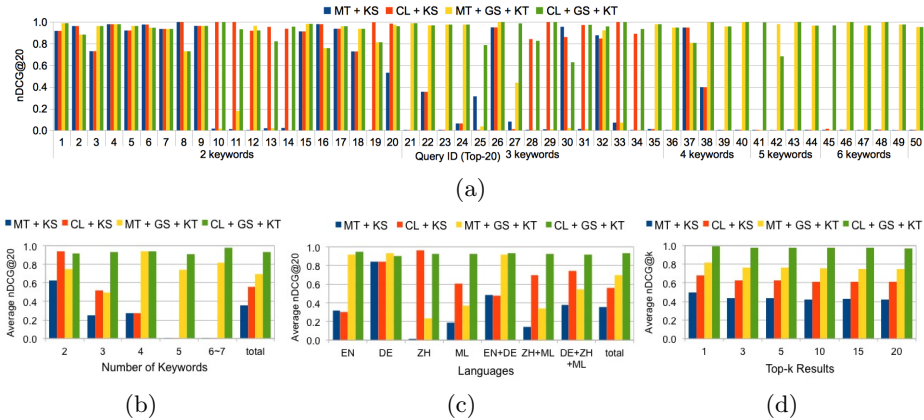 MT + KS CL + KS MT + GS + KT CL + GS + KT
nDCG@20
1.0
0.8
0.6
0.4
0.2
0.0
1 2 3 4 5 6 7 8 9 10 11 12 13 14 15 16 17 18 19 20 21 22 23 24 25 26 27 28 29 30 31 32 33 34 35 36 37 38 39 40 41 42 43 44 45 46 47 48 49 50
2 keywords Query ID (Top-20) 3 keywords 4 keywords 5 keywords 6 keywords
(a)
MT + KS CL + KS MT + GS + KT CL + GS + KT
Average nDCG@20
1.0
0.8
0.6
0.4
0.2
0.0
2 3 4 5 6~7 total
Number of Keywords
(b)
MT + KS CL + KS MT + GS + KT CL + GS + KT
Average nDCG@20
1.0
0.8
0.6
0.4
0.2
0.0
EN DE ZH ML EN+DE ZH+ML DE+ZH total
+ML
Languages
(c)
MT + KS CL + KS MT + GS + KT CL + GS + KT
Average nDCG@k
1.0
0.8
0.6
0.4
0.2
0.0
1 3 5 10 15 20
Top-k Results
(d)